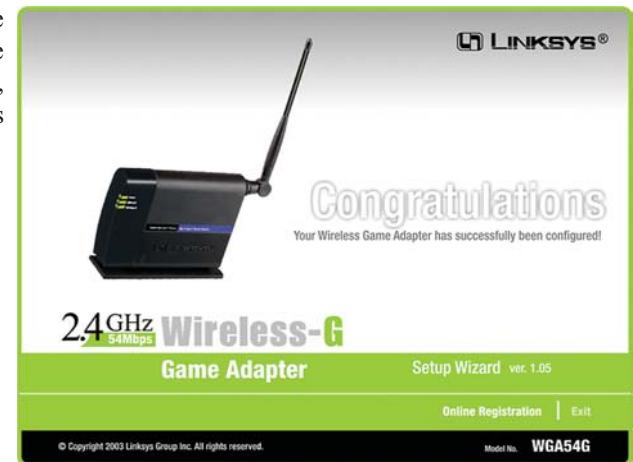 e
e
,
s
LINKSYS®
Congratulations
Your Wireless Game Adapter has successfully been configured!
2.4GHz
54Mbps
Wireless-G
Game Adapter
Setup Wizard ver. 1.05
Online Registration | Exit
© Copyright 2003 Linksys Group Inc. All rights reserved.
Model No. WGA54G